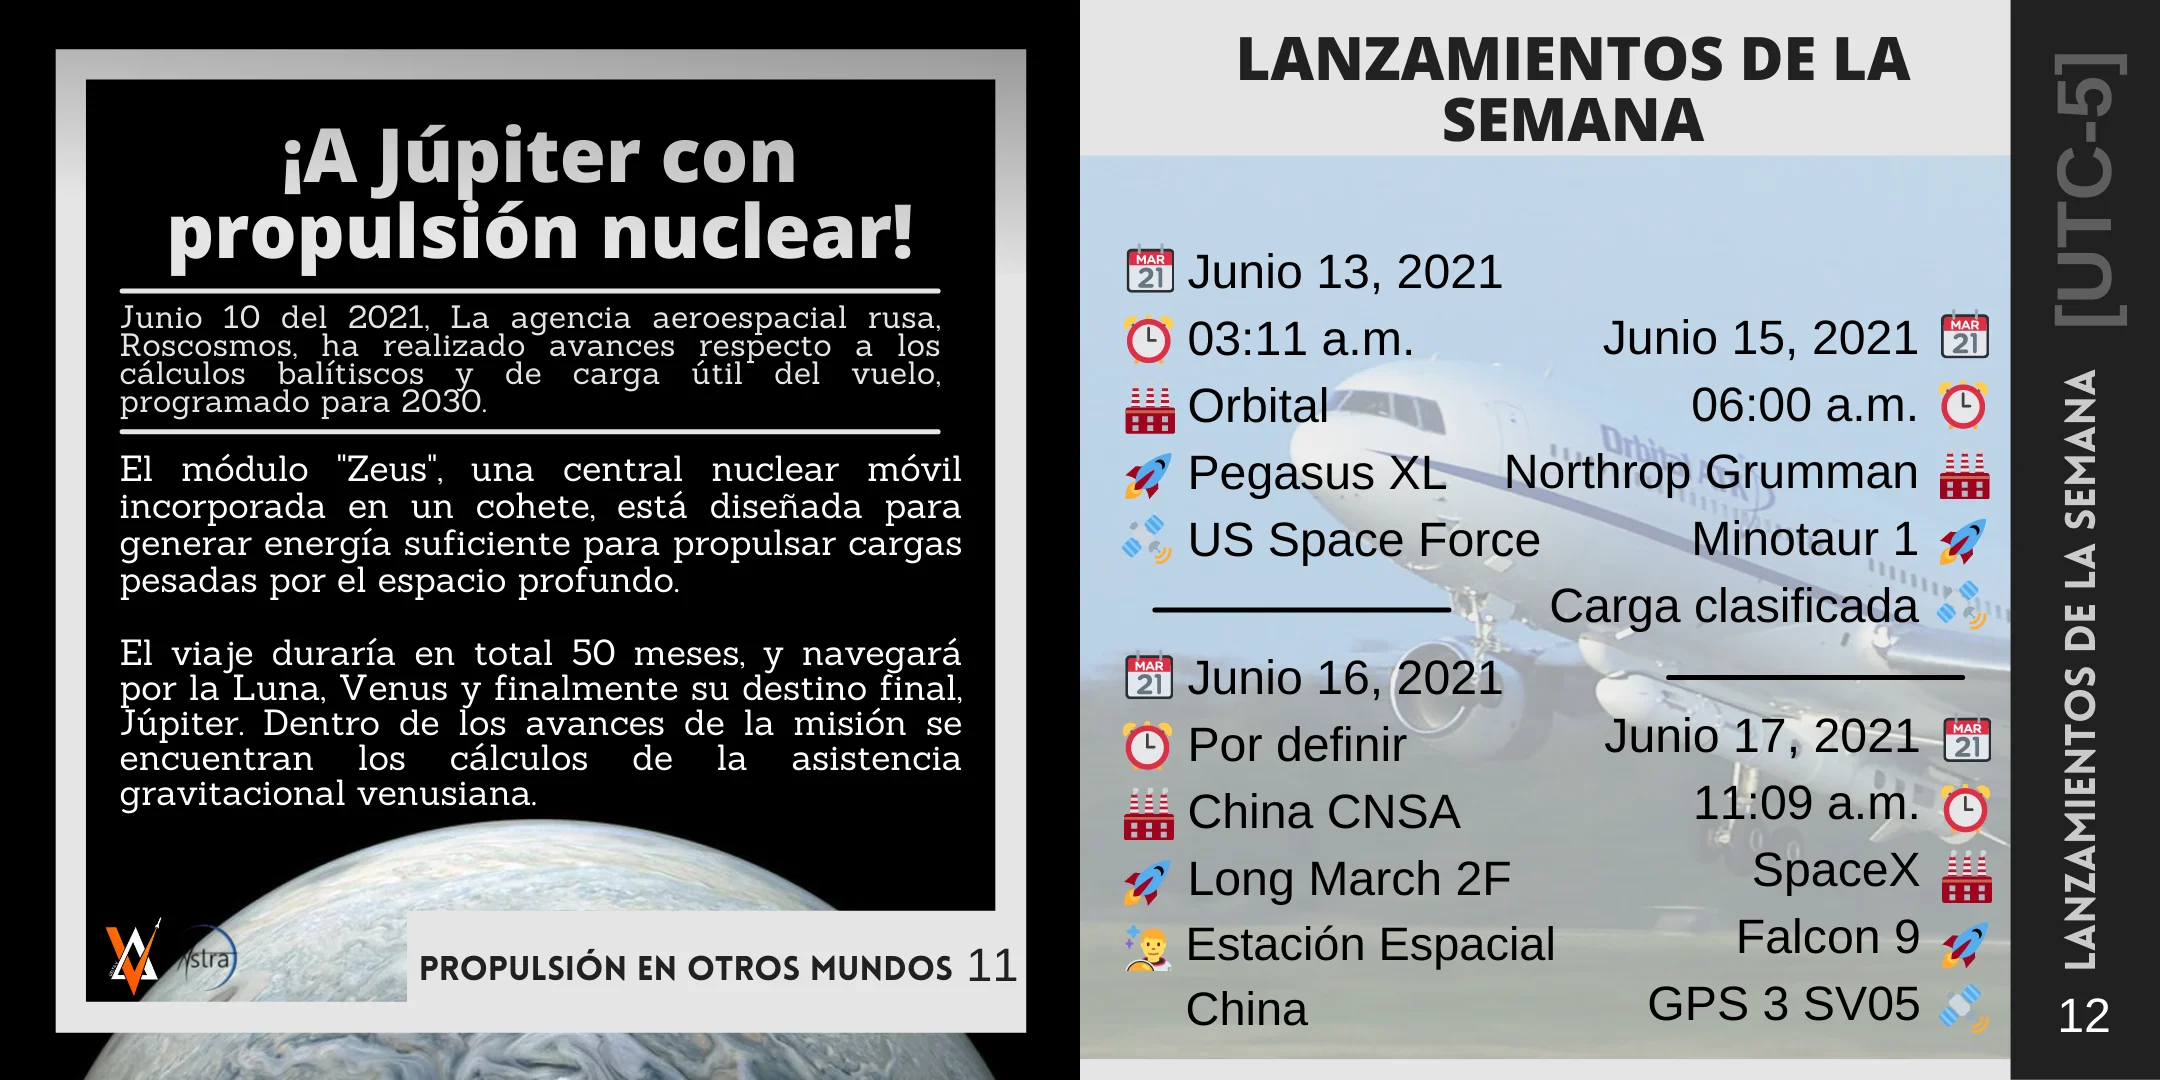 ¡A Júpiter con
propulsión nuclear!
Junio 10 del 2021, La agencia aeroespacial rusa,
Roscosmos, ha realizado avances respecto a los
cálculos balítiscos y de carga útil del vuelo,
programado para 2030.
El módulo "Zeus", una central nuclear móvil
incorporada en un cohete, está diseñada para
generar energía suficiente para propulsar cargas
pesadas por el espacio profundo.
El viaje duraría en total 50 meses, y navegará
por la Luna, Venus y finalmente su destino final,
Júpiter. Dentro de los avances de la misión se
encuentran los cálculos de la asistencia
gravitacional venusiana.
PROPULSIÓN EN OTROS MUNDOS 11
LANZAMIENTOS DE LA
SEMANA
MAR
21
Junio 13, 2021
03:11 a.m.
Orbital
Pegasus XL
US Space Force
MAR
21
Junio 16, 2021
Por definir
China CNSA
Long March 2F
Estación Espacial
China
Junio 15, 2021
MAR
21
06:00 a.m.
Northrop Grumman
Minotaur 1
Carga clasificada
Junio 17, 2021
MAR
21
11:09 a.m.
SpaceX
Falcon 9
GPS 3 SV05
Orbital
LANZAMIENTOS DE LA SEMANA [UTC-5]
12